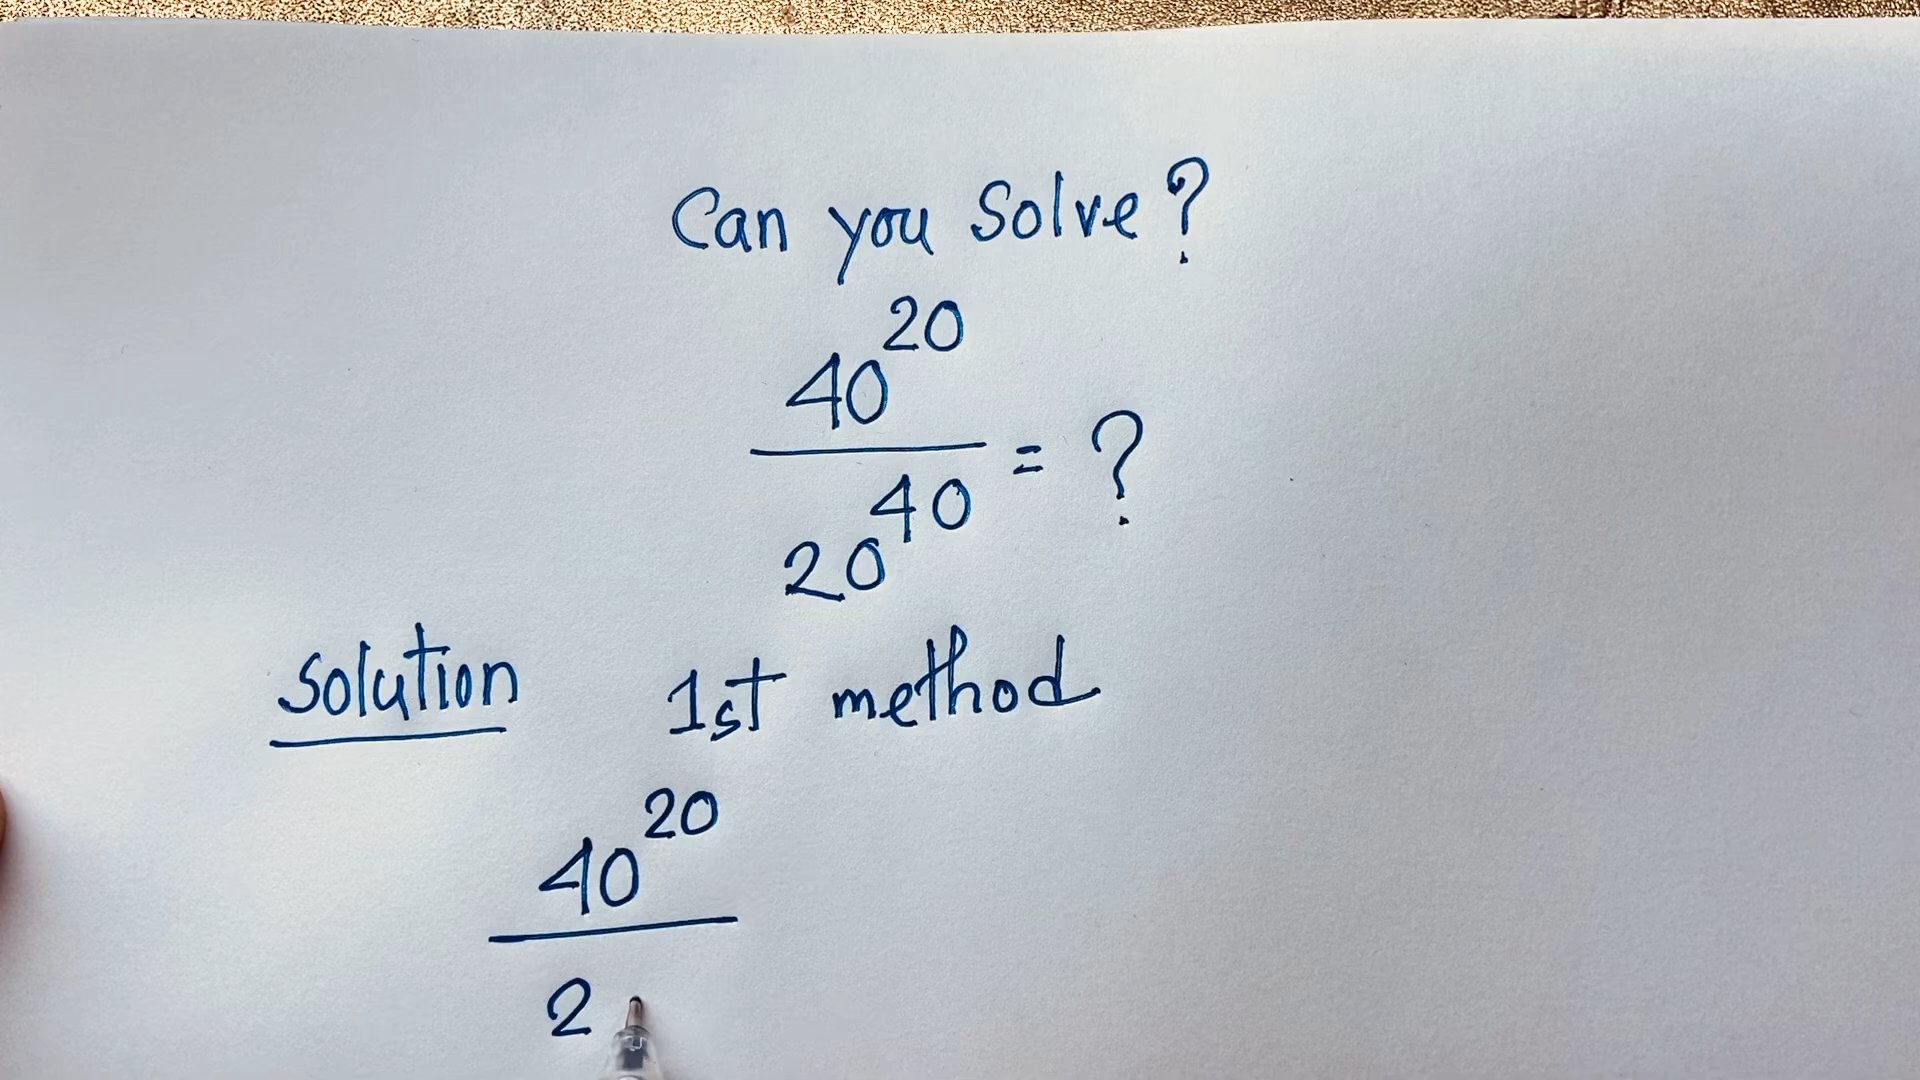 Can you Solve?
40^20
/ 20^40 = ?
Solution 1st method
40^20
/ 2